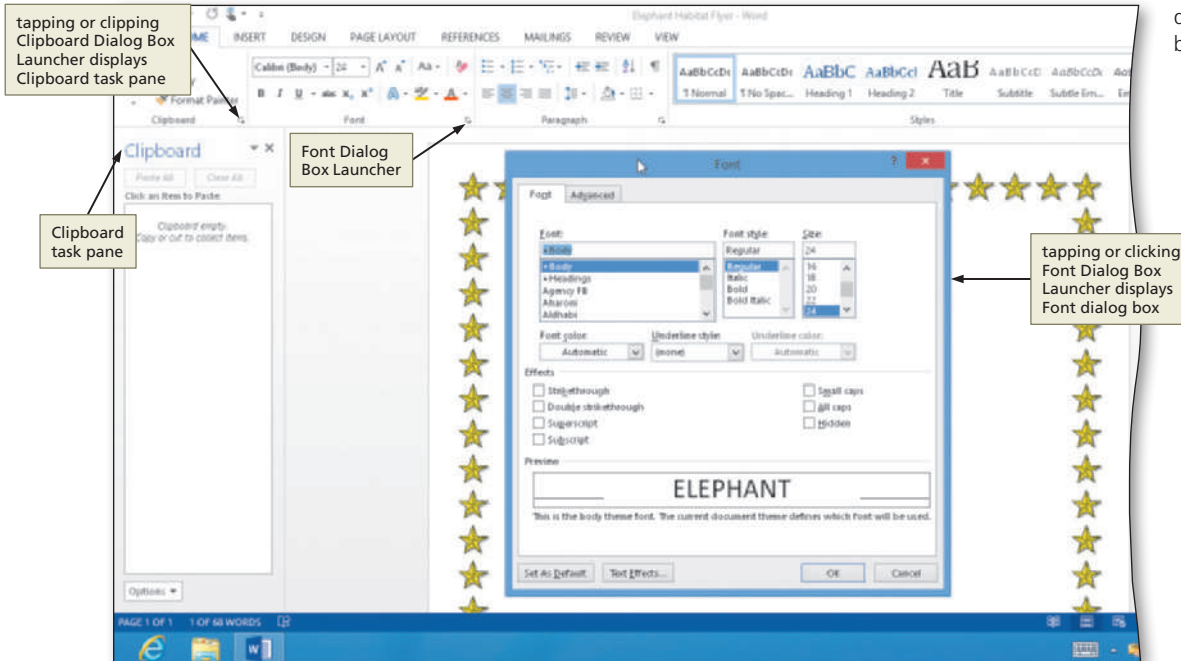 tapping or clipping
Clipboard Dialog Box
Launcher displays
Clipboard task pane
Elephant Habitat Flyer - Word
INSERT DESIGN PAGE LAYOUT REFERENCES MAILINGS REVIEW VIEW
Calibri (Body) 24 Aa
Format Painter
B I U abc x₂ x² A A
AaBbCcDc AaBbCcDc AaBbC AaBbCcI AaB AaBbCcD AaBbCcDc
¶ Normal ¶ No Spac... Heading 1 Heading 2 Title Subtitle Subtle Em...
Clipboard Font Paragraph Styles
Clipboard
Paste All Clear All
Click an Item to Paste:
Clipboard empty.
Copy or cut to collect items.
Options
Font Dialog
Box Launcher
Clipboard
task pane
Font
Font Advanced
Font: Font style: Size:
+Body Regular 24
+Body Regular 16
+Headings Italic 18
Agency FB Bold 20
Aharoni Bold Italic 22
Aldhabi 24
Font color: Underline style: Underline color:
Automatic (none) Automatic
Effects
Strikethrough Small caps
Double strikethrough All caps
Superscript Hidden
Subscript
Preview
ELEPHANT
This is the body theme font. The current document theme defines which font will be used.
Set As Default Text Effects... OK Cancel
tapping or clicking
Font Dialog Box
Launcher displays
Font dialog box
PAGE 1 OF 1 1 OF 68 WORDS